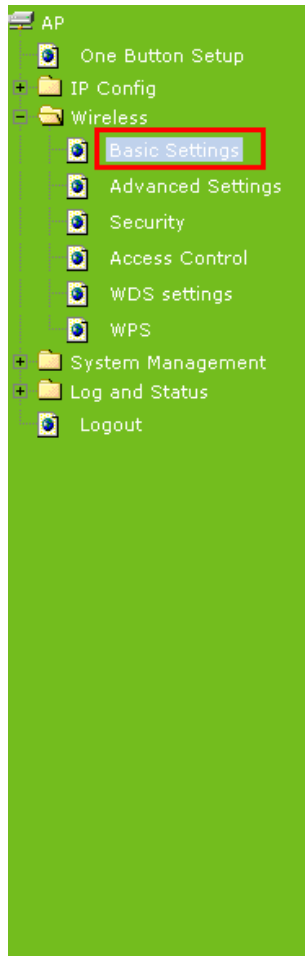 AP
One Button Setup
IP Config
Wireless
Basic Settings
Advanced Settings
Security
Access Control
WDS settings
WPS
System Management
Log and Status
Logout